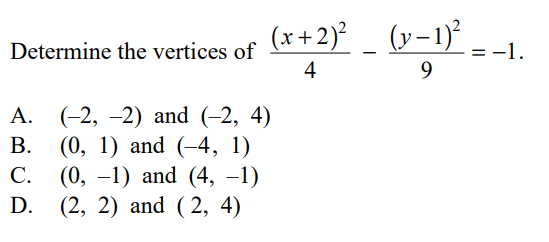 Determine the vertices of (x+2)²/4 − (y−1)²/9 = −1.
A. (–2, –2) and (–2, 4)
B. (0, 1) and (–4, 1)
C. (0, –1) and (4, –1)
D. (2, 2) and ( 2, 4)